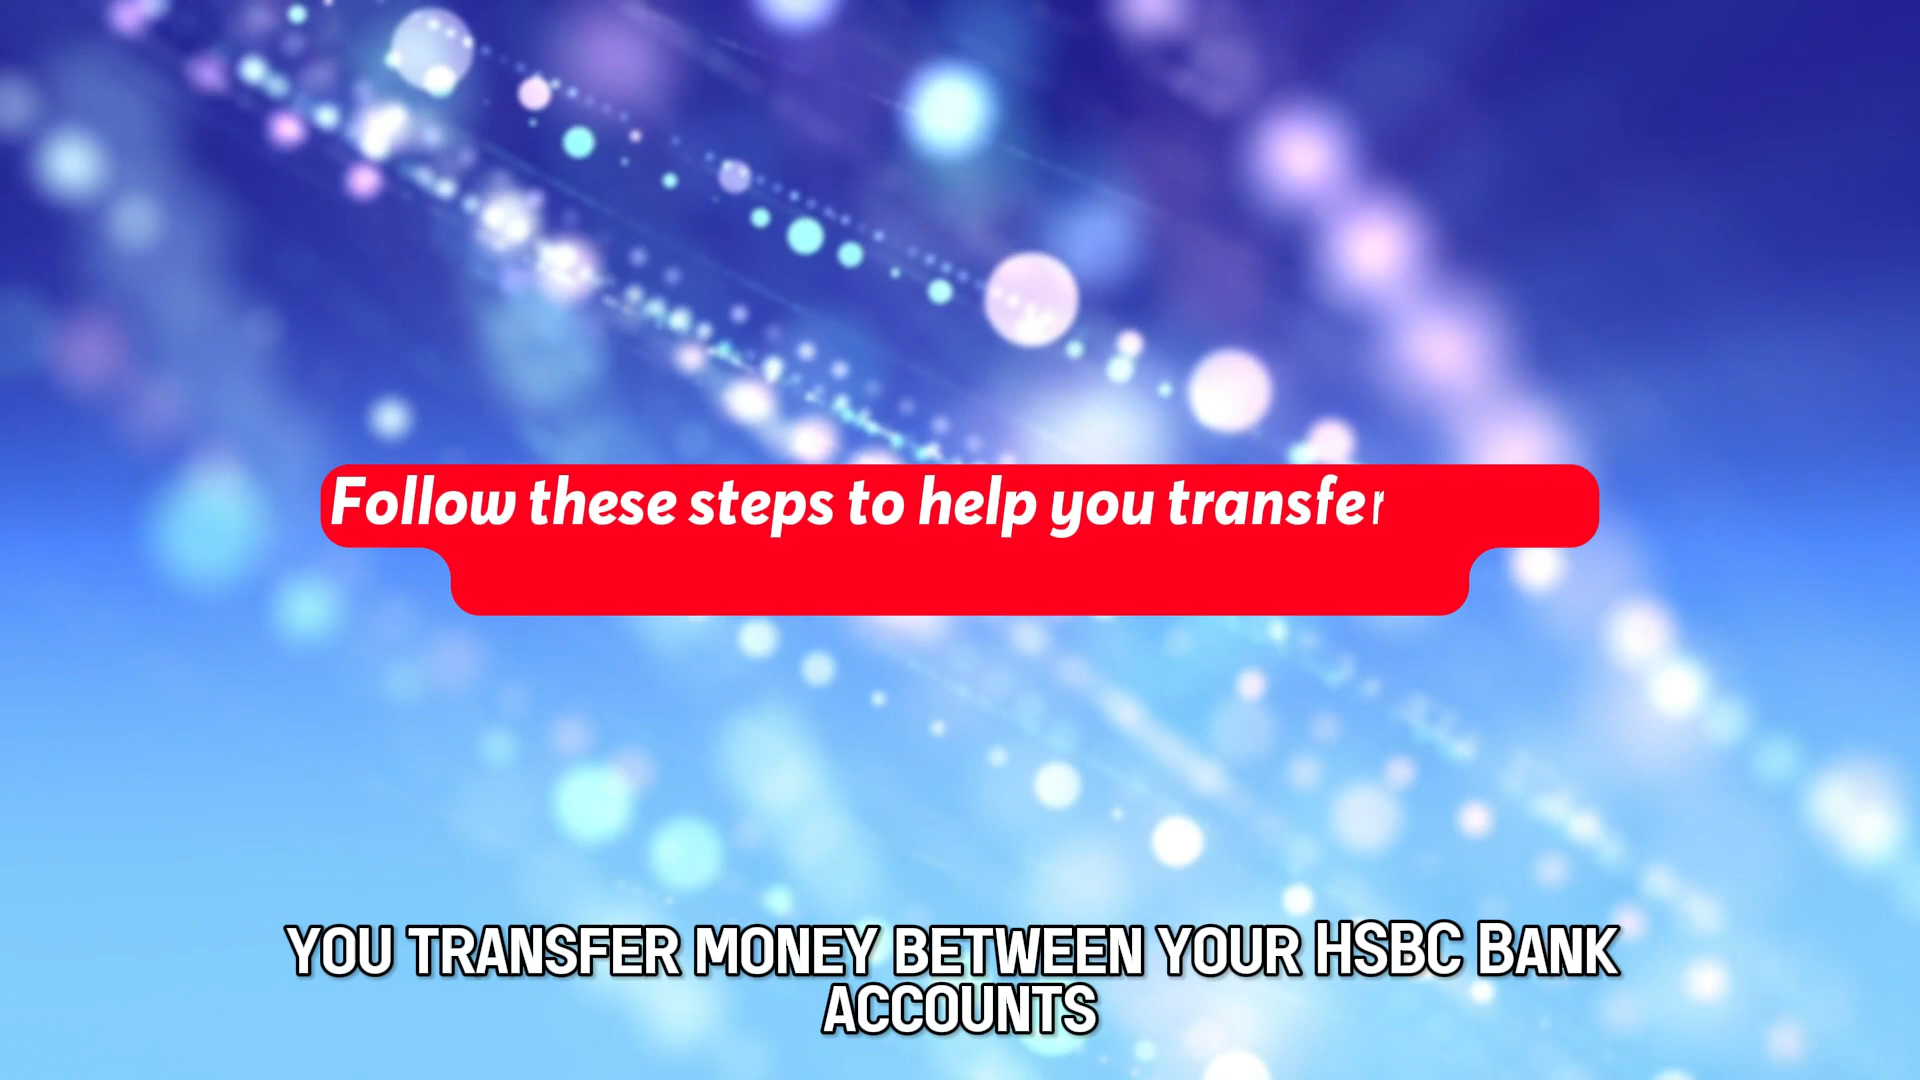 Follow these steps to help you transfer
YOU TRANSFER MONEY BETWEEN YOUR HSBC BANK
ACCOUNTS